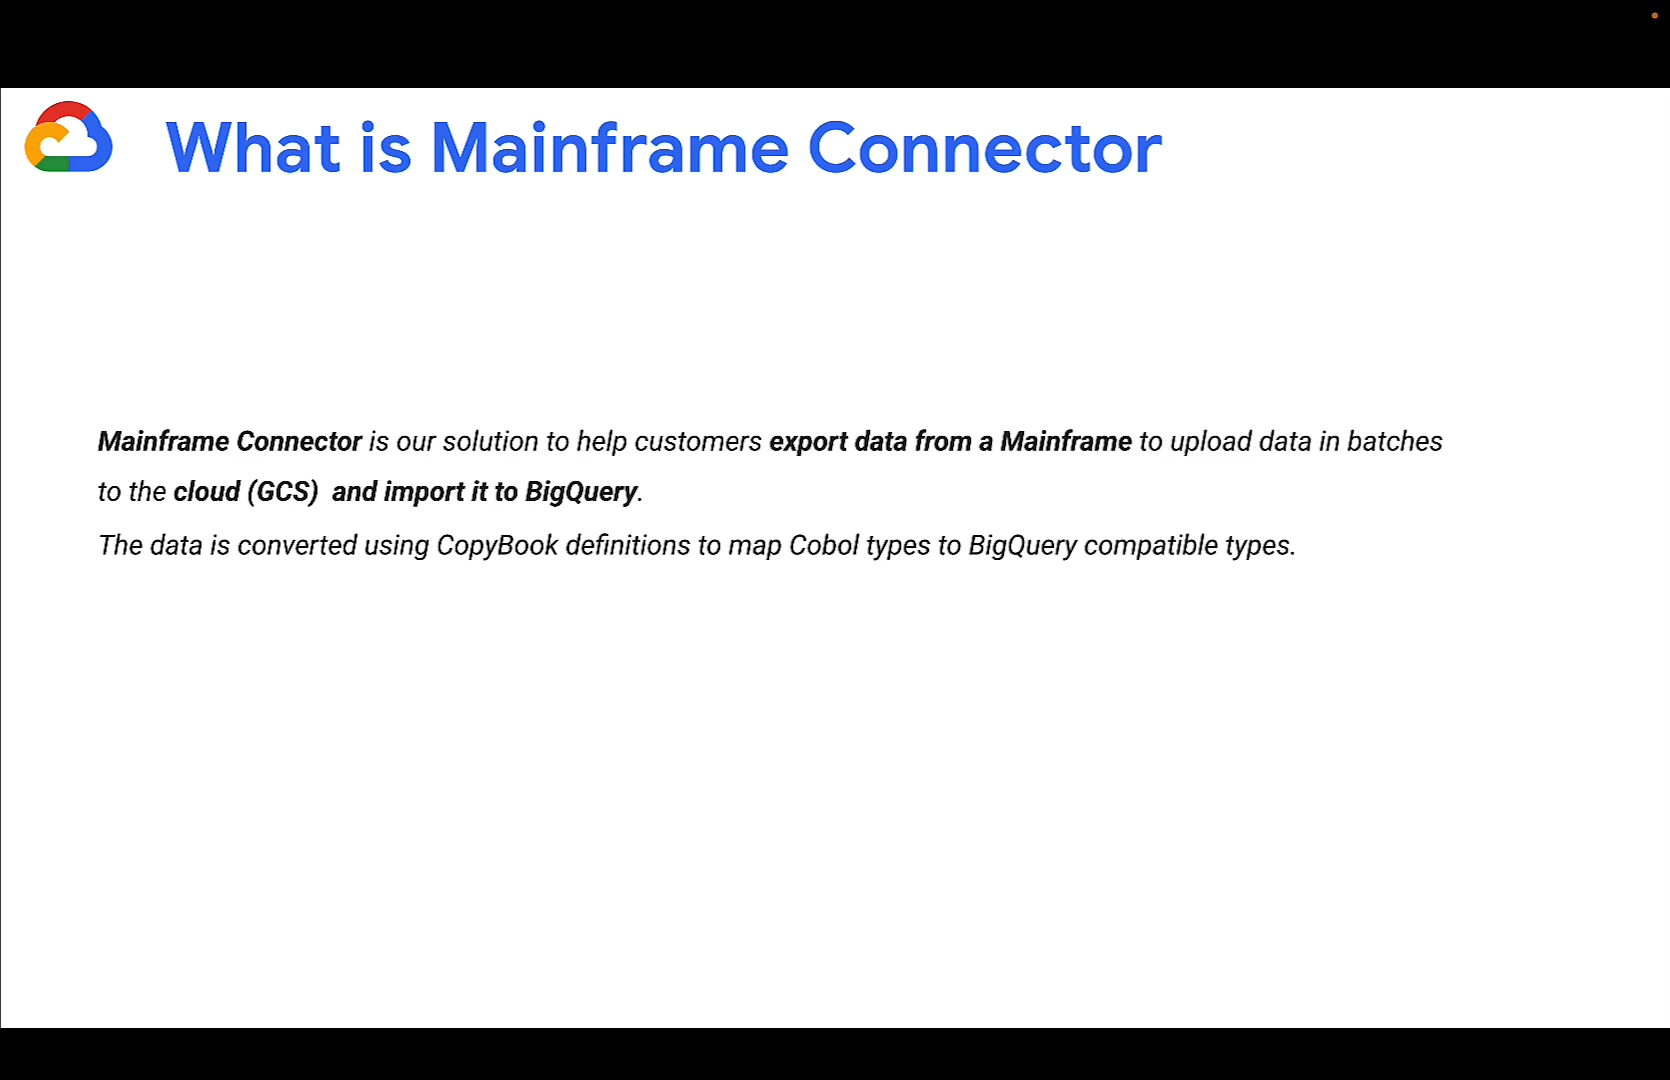 What is Mainframe Connector
Mainframe Connector is our solution to help customers export data from a Mainframe to upload data in batches
to the cloud (GCS)  and import it to BigQuery.
The data is converted using CopyBook definitions to map Cobol types to BigQuery compatible types.